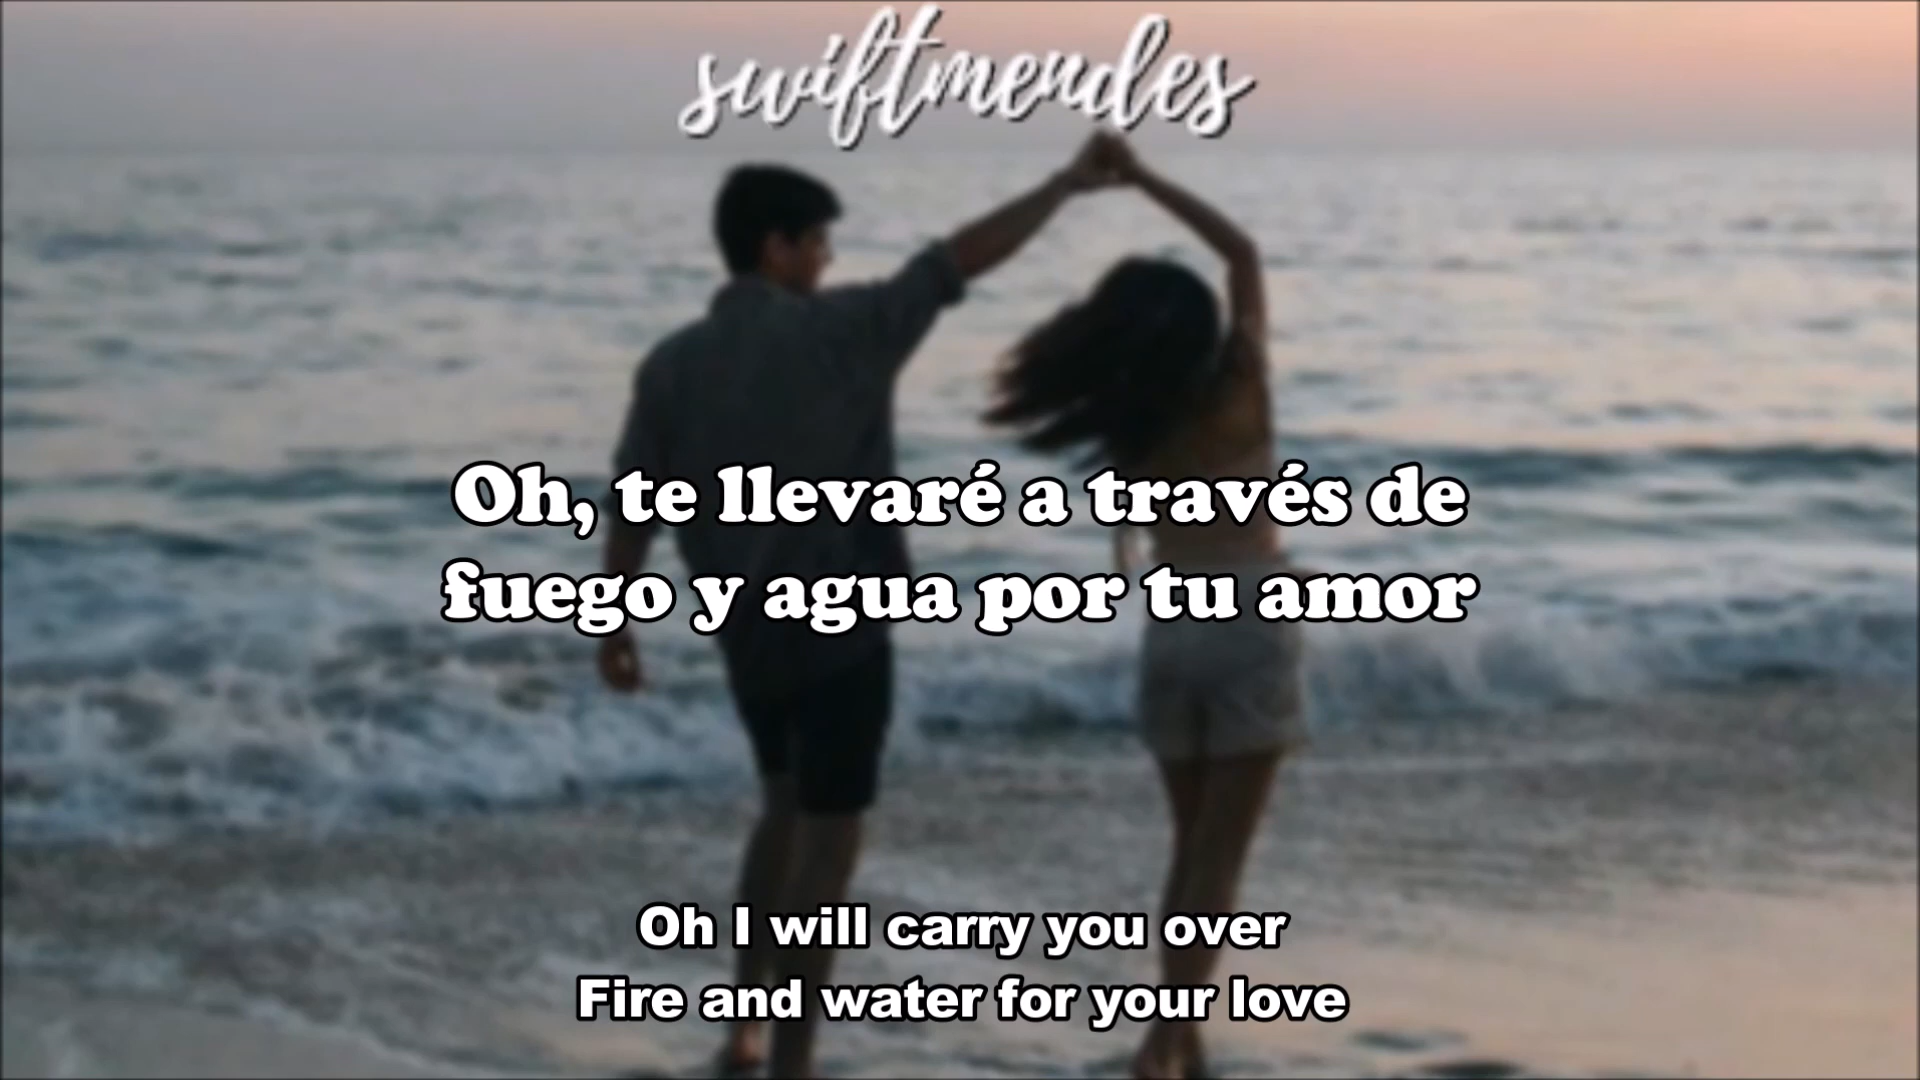 swiftmendes
Oh, te llevaré a través de
fuego y agua por tu amor
Oh I will carry you over
Fire and water for your love